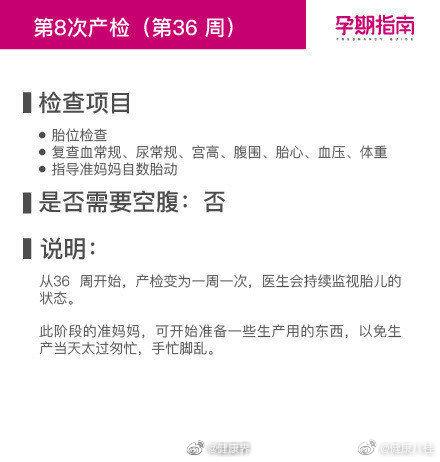 第8次产检（第36 周）
孕期指南
PREGNANCY GUIDE
检查项目
● 胎位检查
● 复查血常规、尿常规、宫高、腹围、胎心、血压、体重
● 指导准妈妈自数胎动
是否需要空腹：否
说明：
从36 周开始，产检变为一周一次，医生会持续监视胎儿的
状态。
此阶段的准妈妈，可开始准备一些生产用的东西，以免生
产当天太过匆忙，手忙脚乱。
@健康界